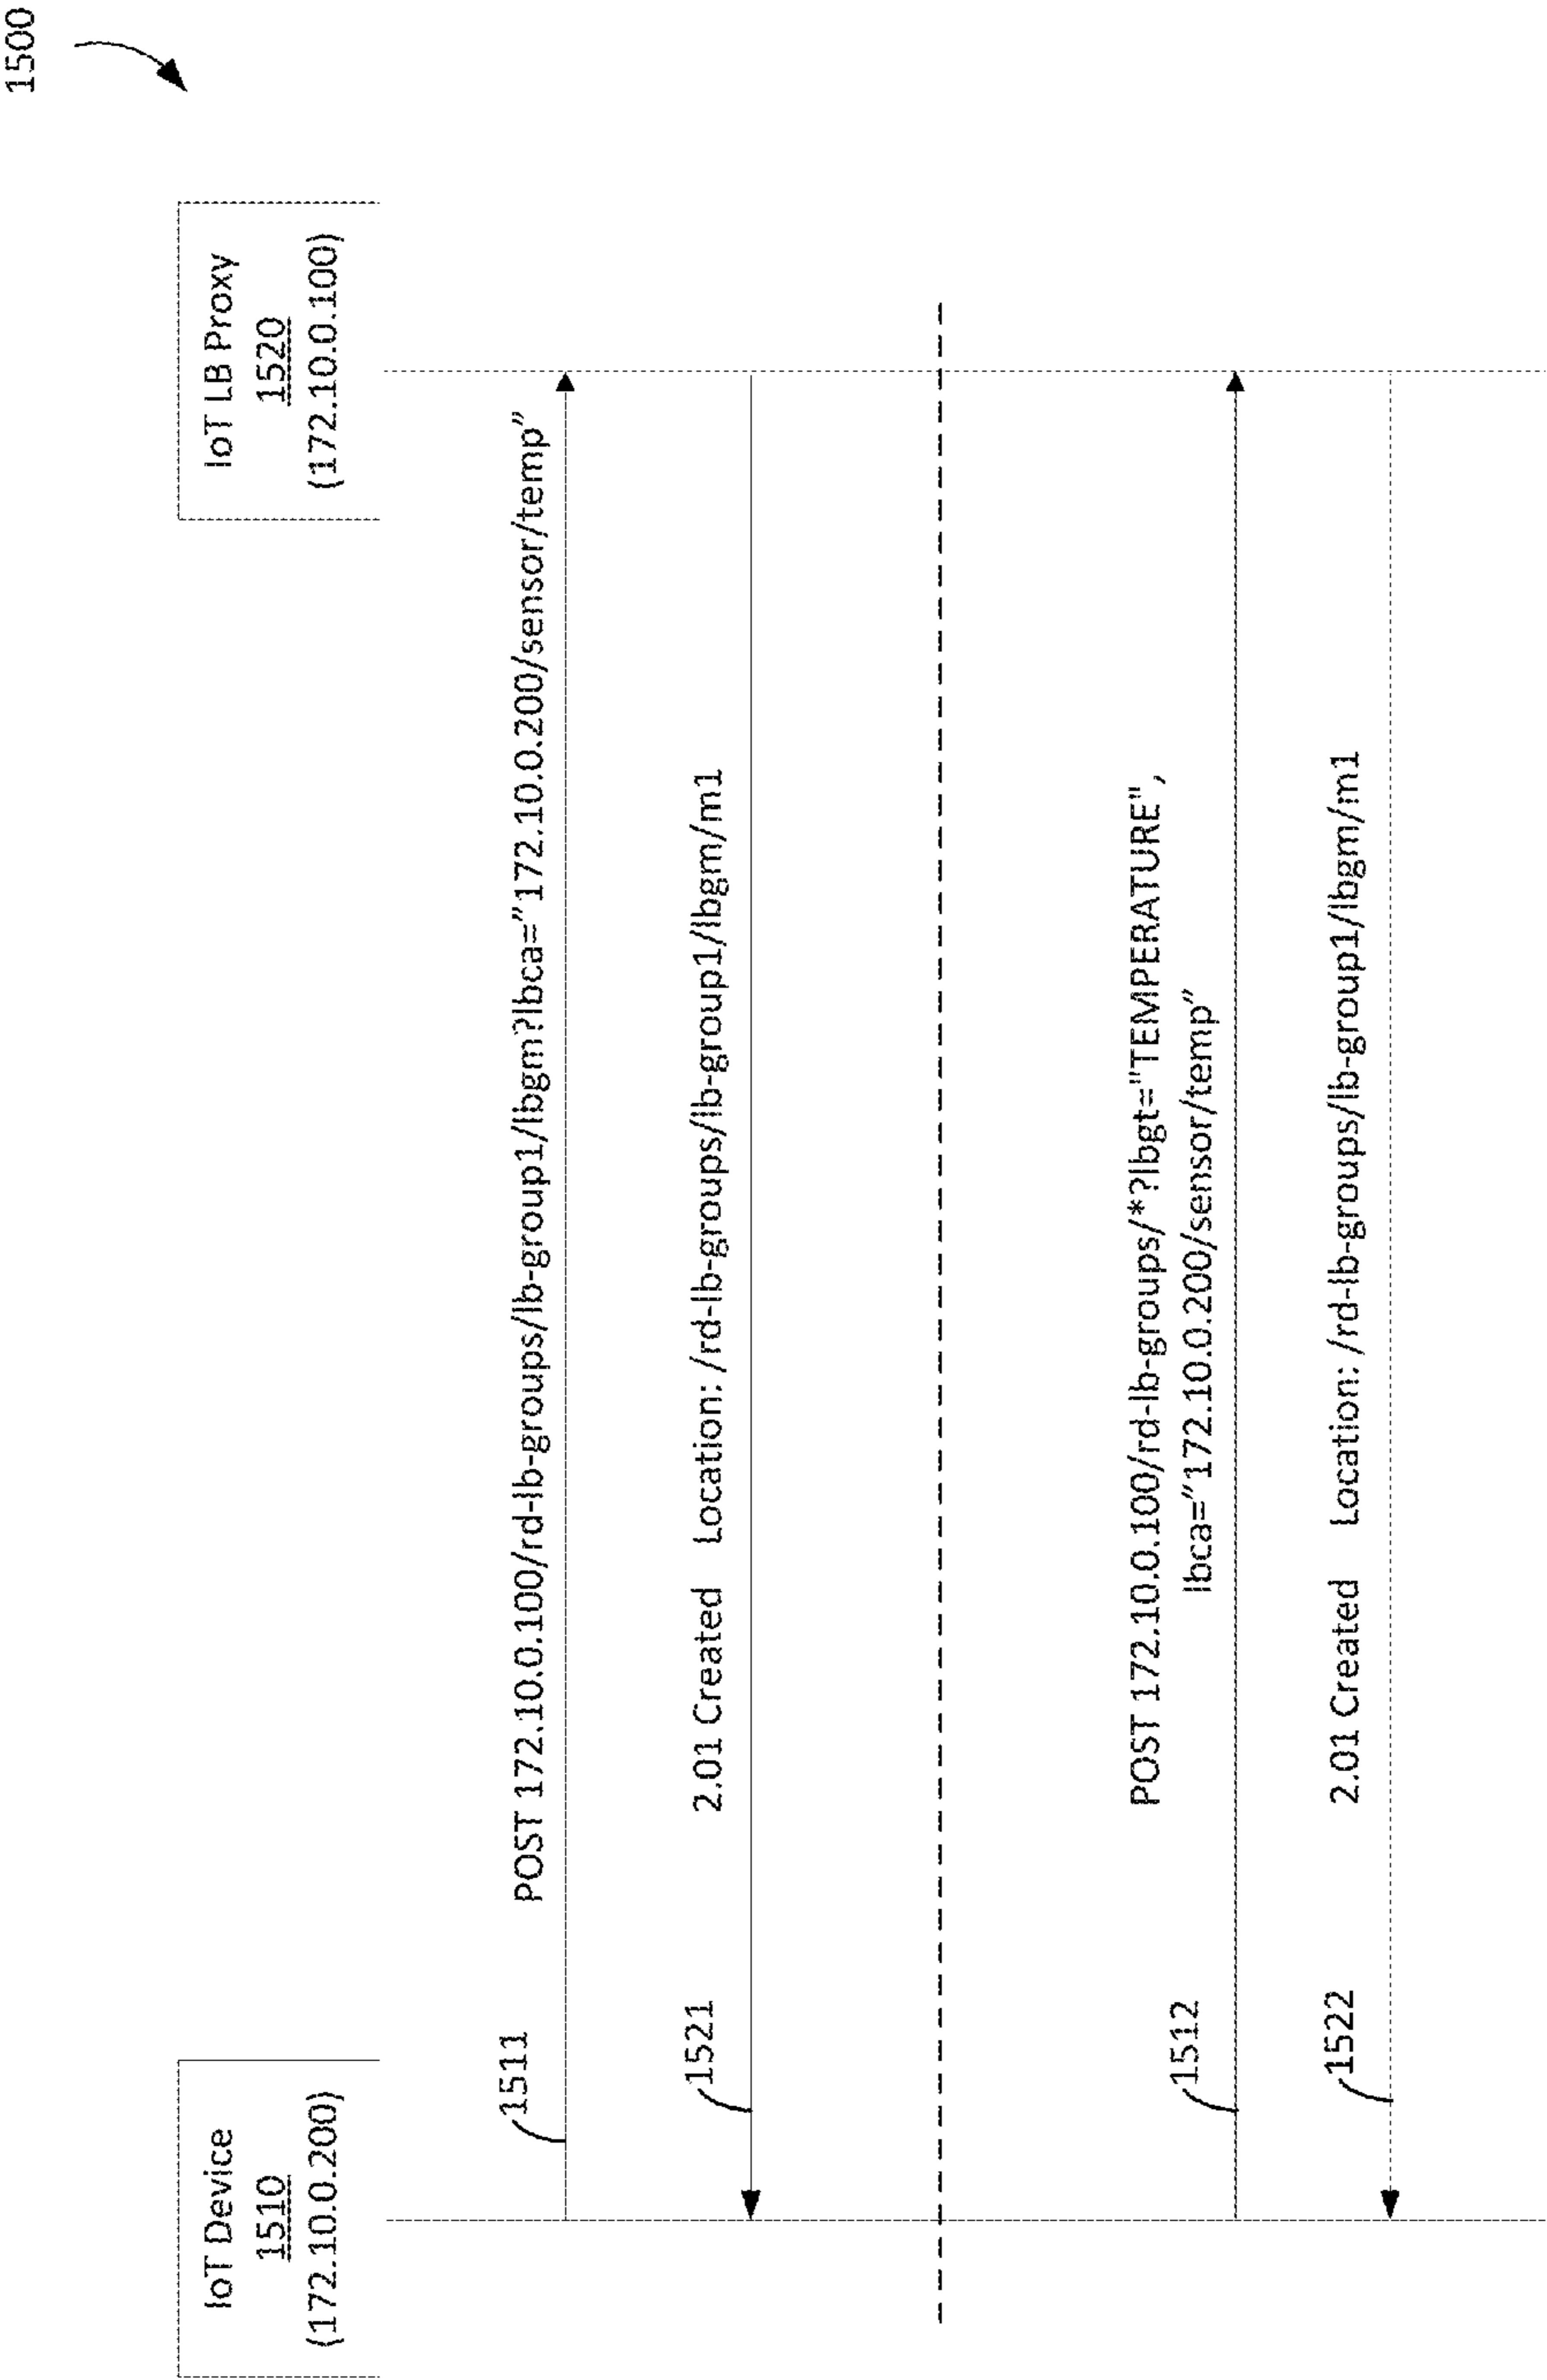 1500
IoT Device
1510
(172.10.0.200)
IoT LB Proxy
1520
(172.10.0.100)
1511
POST 172.10.0.100/rd-lb-groups/lb-group1/lbgm?lbca=”172.10.0.200/sensor/temp”
1521
2.01 Created Location: /rd-lb-groups/lb-group1/lbgm/m1
1512
POST 172.10.0.100/rd-lb-groups/*?lbgt="TEMPERATURE",
lbca=”172.10.0.200/sensor/temp”
1522
2.01 Created Location: /rd-lb-groups/lb-group1/lbgm/m1